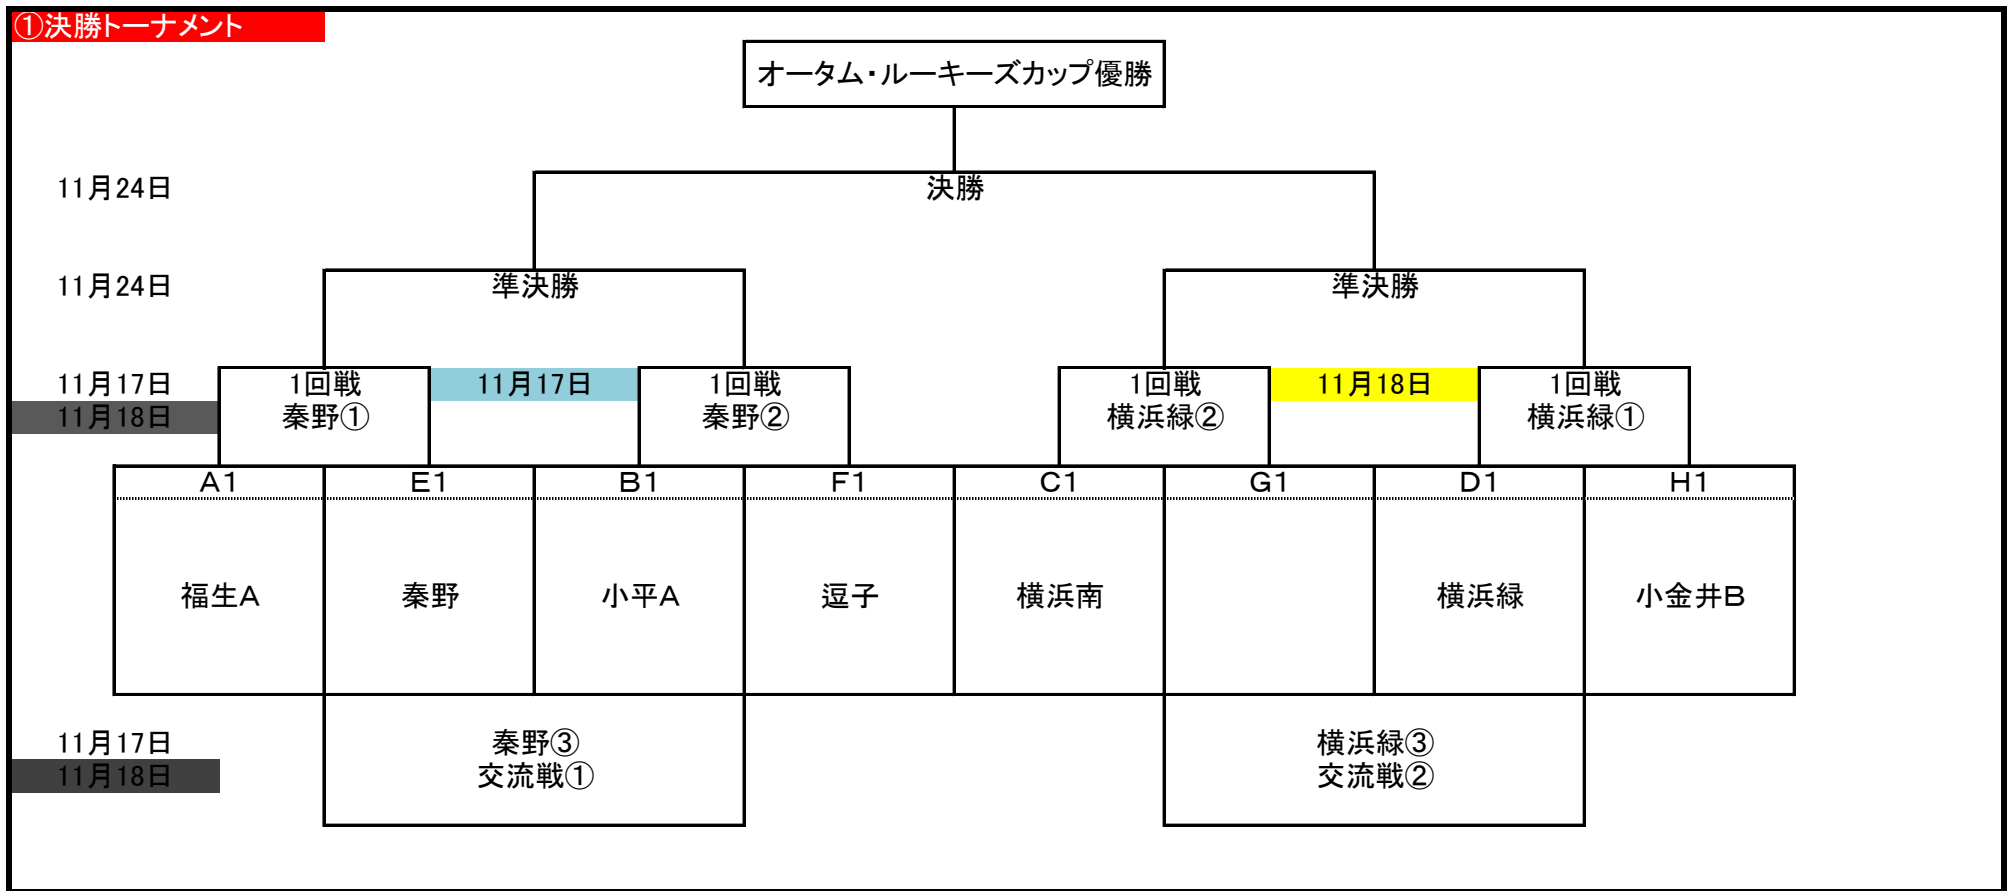 ①決勝トーナメント
オータム・ルーキーズカップ優勝
11月24日 決勝
11月24日 準決勝 準決勝
11月17日 1回戦 11月17日 1回戦 1回戦 11月18日 1回戦
11月18日 秦野① 秦野② 横浜緑② 横浜緑①
A1 E1 B1 F1 C1 G1 D1 H1
福生A 秦野 小平A 逗子 横浜南 横浜緑 小金井B
11月17日 秦野③ 横浜緑③
11月18日 交流戦① 交流戦②